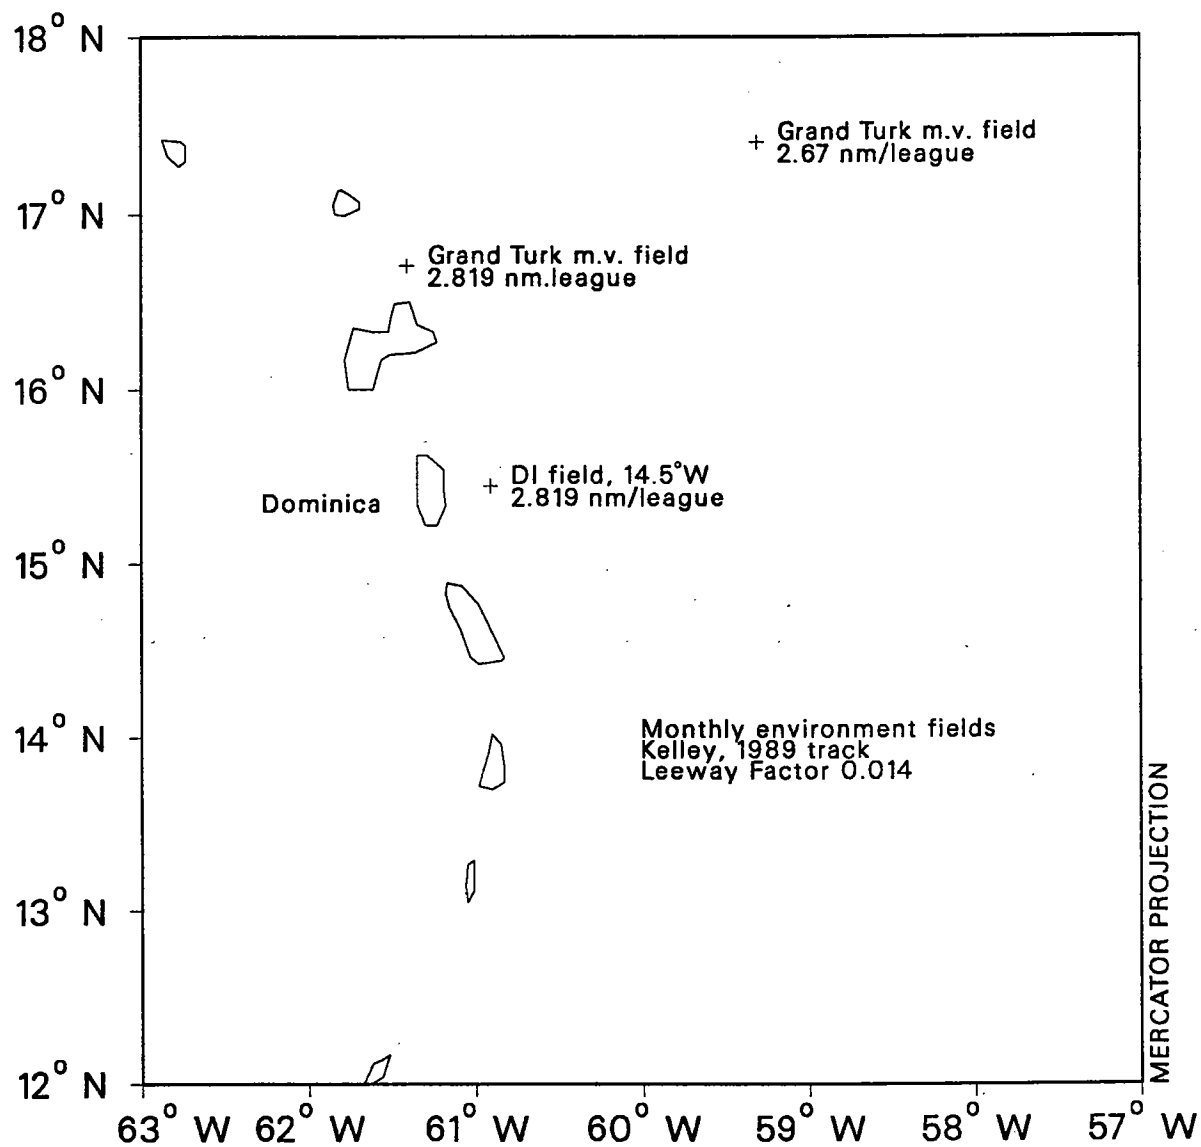 18° N
Grand Turk m.v. field
2.67 nm/league
17° N
Grand Turk m.v. field
2.819 nm.league
16° N
DI field, 14.5°W
2.819 nm/league
Dominica
15° N
14° N
Monthly environment fields
Kelley, 1989 track
Leeway Factor 0.014
13° N
12° N
63° W 62° W 61° W 60° W 59° W 58° W 57° W
MERCATOR PROJECTION